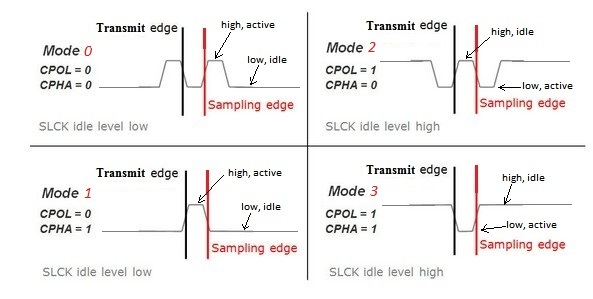 Transmit edge
high, active
Mode 0
low, idle
CPOL = 0
CPHA = 0
Sampling edge
SLCK idle level low
Transmit edge
high, idle
Mode 2
CPOL = 1
CPHA = 0
low, active
Sampling edge
SLCK idle level high
Transmit edge
high, active
Mode 1
CPOL = 0
low, idle
CPHA = 1
Sampling edge
SLCK idle level low
Transmit edge
high, idle
Mode 3
CPOL = 1
low, active
CPHA = 1
Sampling edge
SLCK idle level high